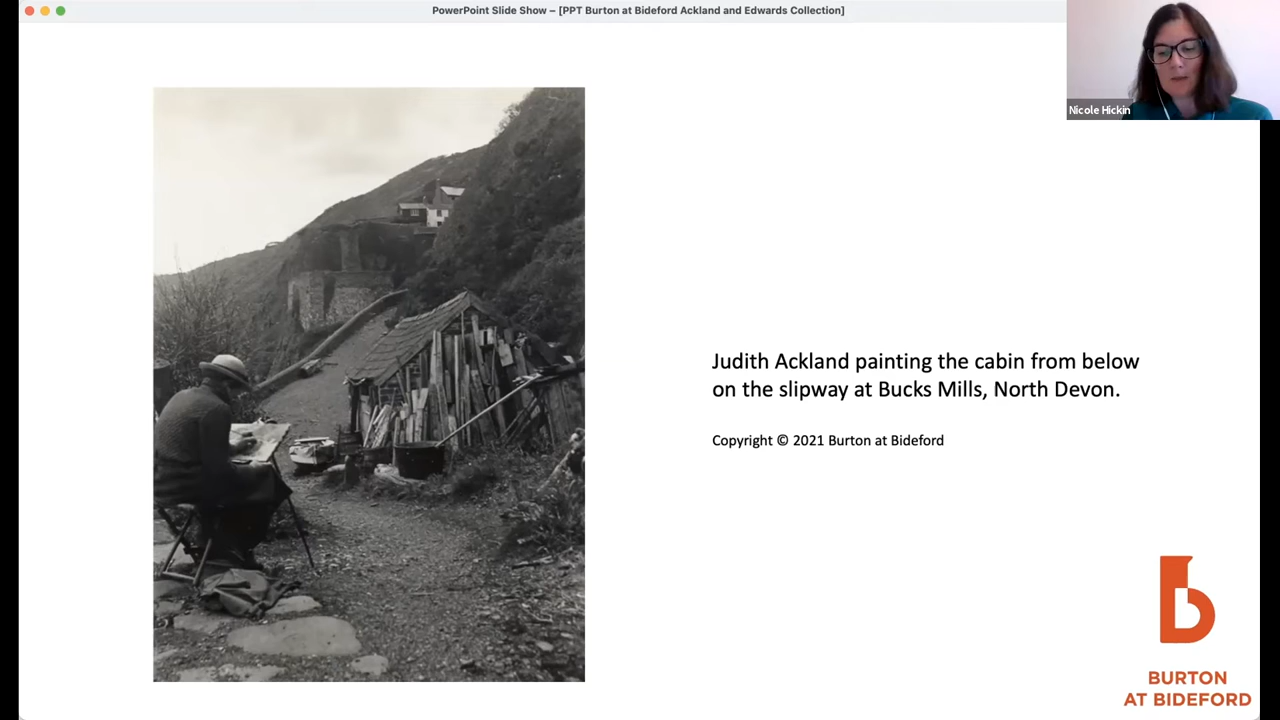 PowerPoint Slide Show – [PPT Burton at Bideford Ackland and Edwards Collection]
Nicole Hickin
Judith Ackland painting the cabin from below
on the slipway at Bucks Mills, North Devon.
Copyright © 2021 Burton at Bideford
b
BURTON
AT BIDEFORD